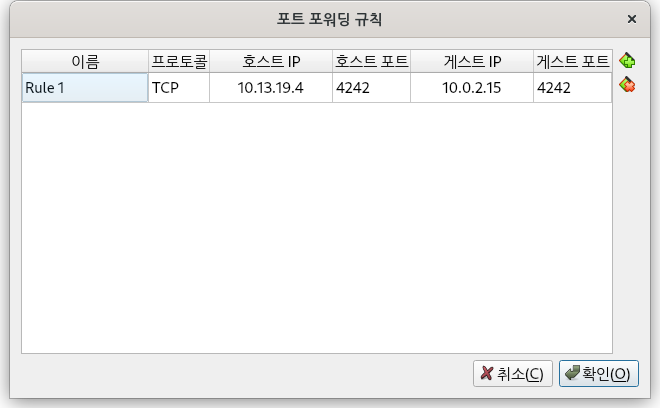 포트 포워딩 규칙
이름 프로토콜 호스트 IP 호스트 포트 게스트 IP 게스트 포트
Rule 1 TCP 10.13.19.4 4242 10.0.2.15 4242
취소(C) 확인(O)